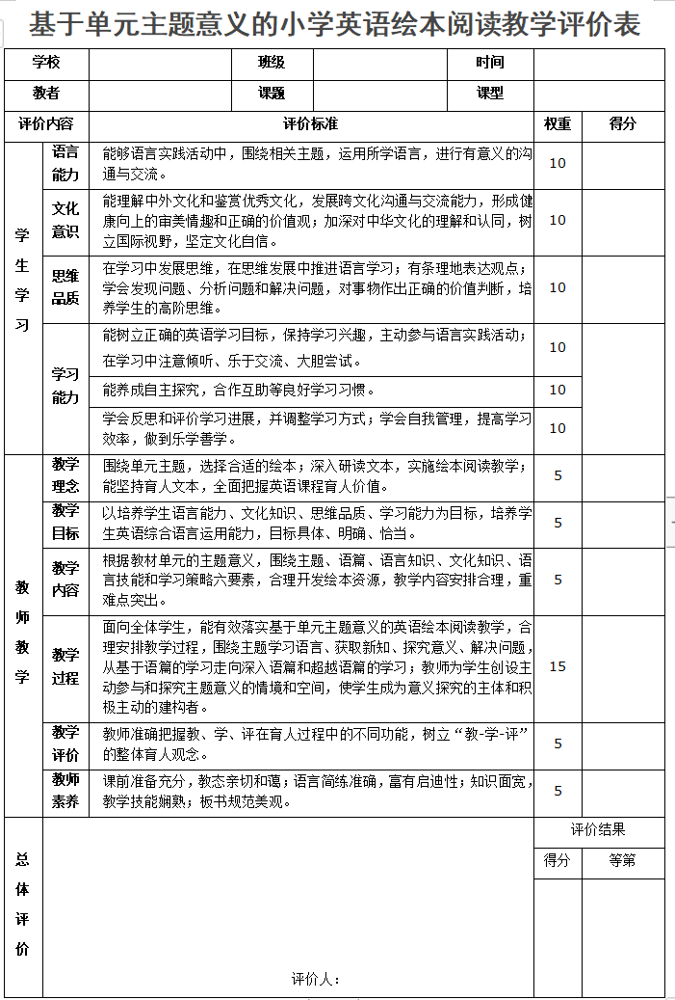 基于单元主题意义的小学英语绘本阅读教学评价表
学校 班级 时间
教者 课题 课型
评价内容 评价标准 权重 得分
学生学习
语言能力
能够语言实践活动中，围绕相关主题，运用所学语言，进行有意义的沟
通与交流。
10
文化意识
能理解中外文化和鉴赏优秀文化，发展跨文化沟通与交流能力，形成健
康向上的审美情趣和正确的价值观；加深对中华文化的理解和认同，树
立国际视野，坚定文化自信。
10
思维品质
在学习中发展思维，在思维发展中推进语言学习；有条理地表达观点；
学会发现问题、分析问题和解决问题，对事物作出正确的价值判断，培
养学生的高阶思维。
10
学习能力
能树立正确的英语学习目标，保持学习兴趣，主动参与语言实践活动；
在学习中注意倾听、乐于交流、大胆尝试。
10
能养成自主探究，合作互助等良好学习习惯。
10
学会反思和评价学习进展，并调整学习方式；学会自我管理，提高学习
效率，做到乐学善学。
10
教师教学
教学理念
围绕单元主题，选择合适的绘本；深入研读文本，实施绘本阅读教学；
能坚持育人文本，全面把握英语课程育人价值。
5
教学目标
以培养学生语言能力、文化知识、思维品质、学习能力为目标，培养学
生英语综合语言运用能力，目标具体、明确、恰当。
5
教学内容
根据教材单元的主题意义，围绕主题、语篇、语言知识、文化知识、语
言技能和学习策略六要素，合理开发绘本资源，教学内容安排合理，重
难点突出。
5
教学过程
面向全体学生，能有效落实基于单元主题意义的英语绘本阅读教学，合
理安排教学过程，围绕主题学习语言、获取新知、探究意义、解决问题，
从基于语篇的学习走向深入语篇和超越语篇的学习；教师为学生创设主
动参与和探究主题意义的情境和空间，使学生成为意义探究的主体和积
极主动的建构者。
15
教学评价
教师准确把握教、学、评在育人过程中的不同功能，树立“教-学-评”
的整体育人观念。
5
教师素养
课前准备充分，教态亲切和蔼；语言简练准确，富有启迪性；知识面宽，
教学技能娴熟；板书规范美观。
5
总体评价
评价结果
得分 等第
评价人：